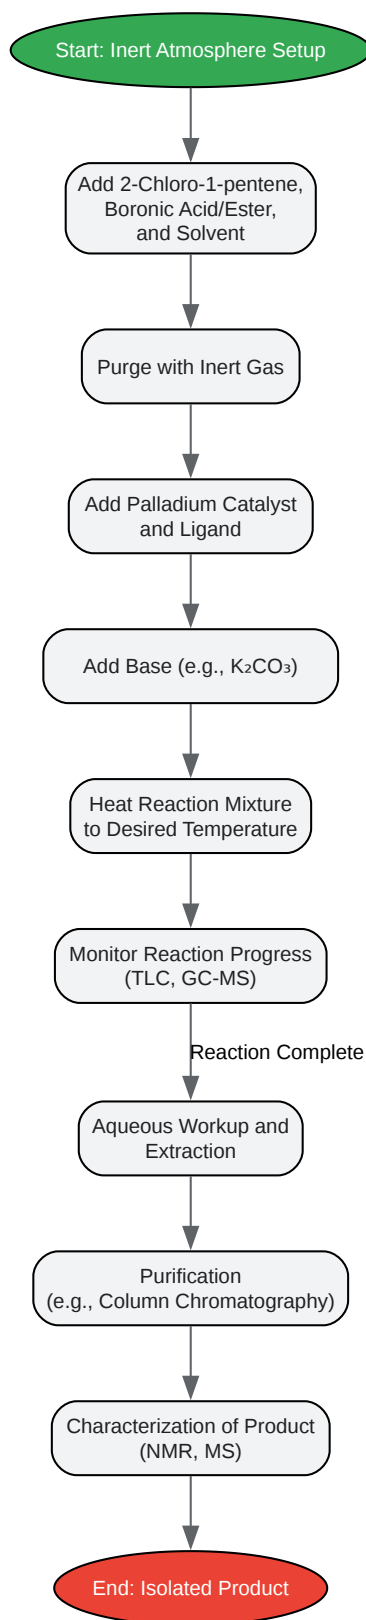 Start: Inert Atmosphere Setup
Add 2-Chloro-1-pentene,
Boronic Acid/Ester,
and Solvent
Purge with Inert Gas
Add Palladium Catalyst
and Ligand
Add Base (e.g., K₂CO₃)
Heat Reaction Mixture
to Desired Temperature
Monitor Reaction Progress
(TLC, GC-MS)
Reaction Complete
Aqueous Workup and
Extraction
Purification
(e.g., Column Chromatography)
Characterization of Product
(NMR, MS)
End: Isolated Product